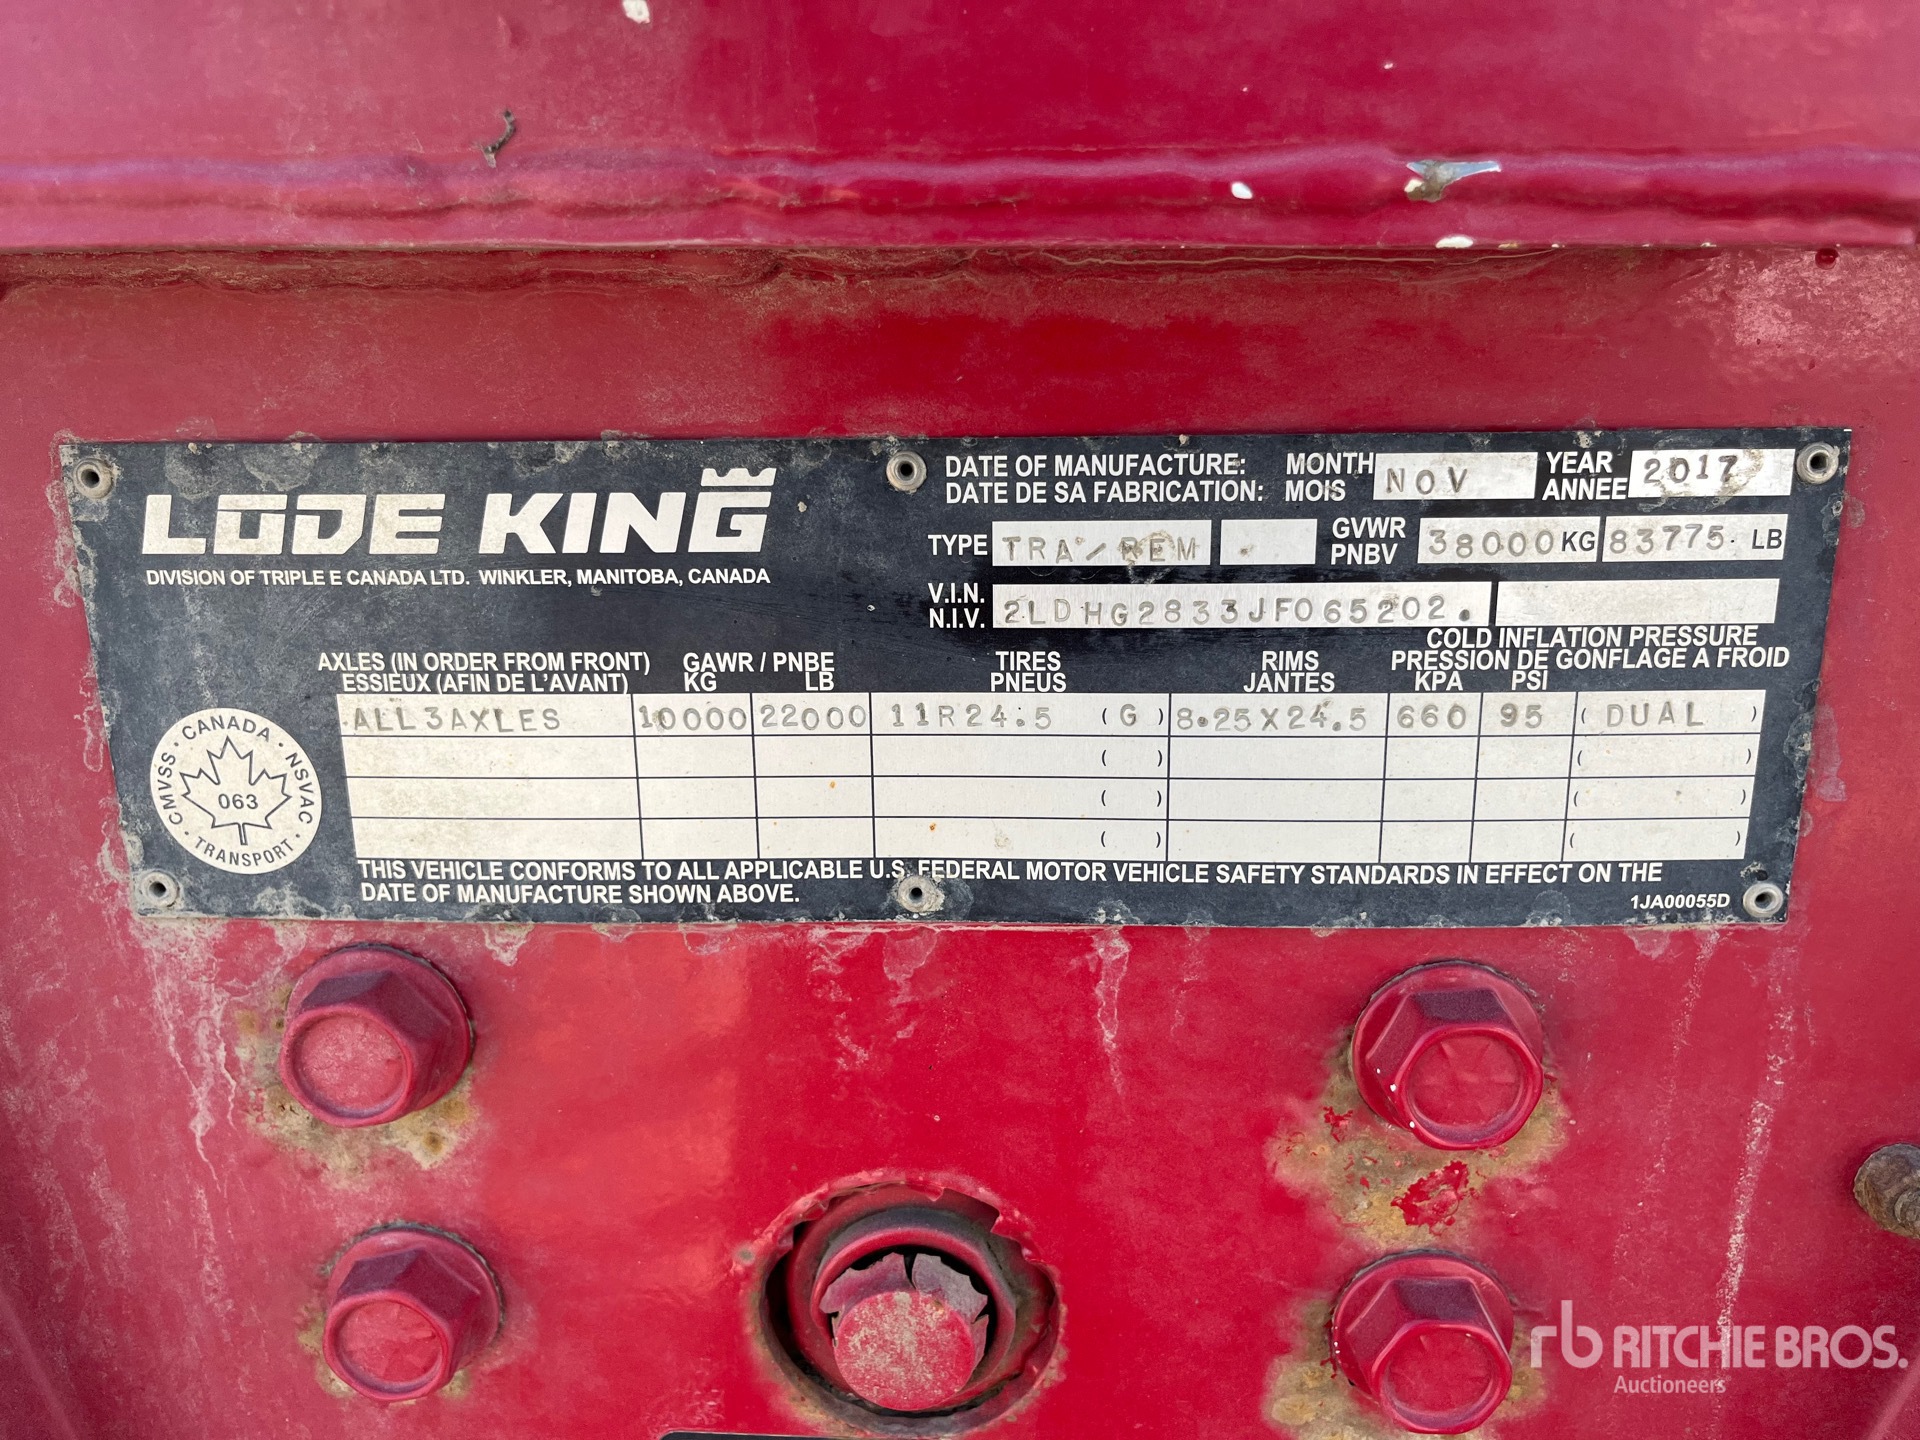 LODE KING
DIVISION OF TRIPLE E CANADA LTD. WINKLER, MANITOBA, CANADA
DATE OF MANUFACTURE: MONTH NOV YEAR 2017
DATE DE SA FABRICATION: MOIS ANNEE
TYPE TRA/REM GVWR PNBV 38000 KG 83775 LB
V.I.N. N.I.V. 2LDHG2833JF065202.
COLD INFLATION PRESSURE
AXLES (IN ORDER FROM FRONT) GAWR / PNBE TIRES RIMS PRESSION DE GONFLAGE A FROID
ESSIEUX (AFIN DE L'AVANT) KG LB PNEUS JANTES KPA PSI
ALL3AXLES 10000 22000 11R24.5 (G) 8.25X24.5 660 95 (DUAL)
( ) ( )
( ) ( )
( ) ( )
CANADA · NSVAC · TRANSPORT · CMVSS ·
063
THIS VEHICLE CONFORMS TO ALL APPLICABLE U.S. FEDERAL MOTOR VEHICLE SAFETY STANDARDS IN EFFECT ON THE
DATE OF MANUFACTURE SHOWN ABOVE.
1JA00055D
rb RITCHIE BROS.
Auctioneers